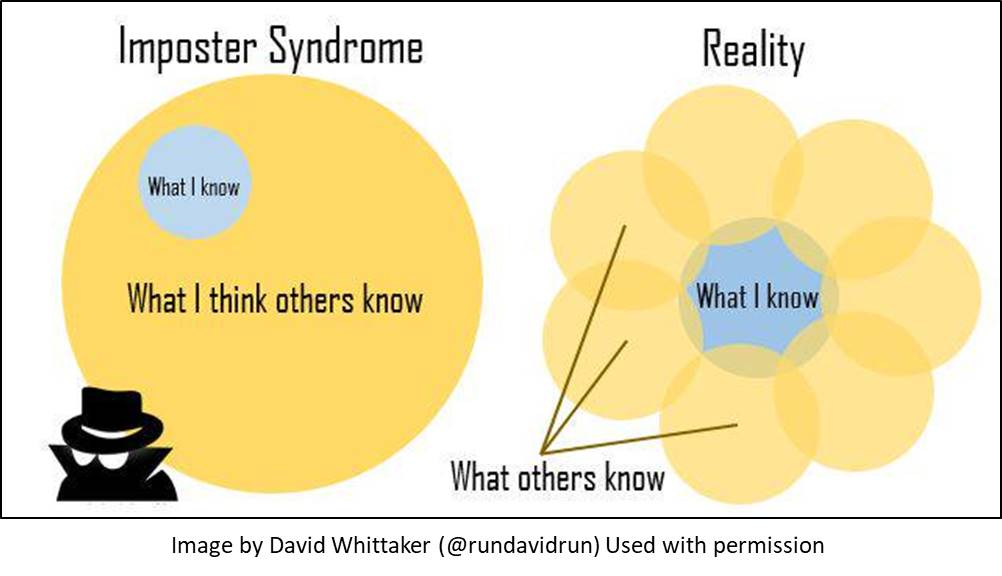 Imposter Syndrome
What I know
What I think others know
Reality
What I know
What others know
Image by David Whittaker (@rundavidrun) Used with permission